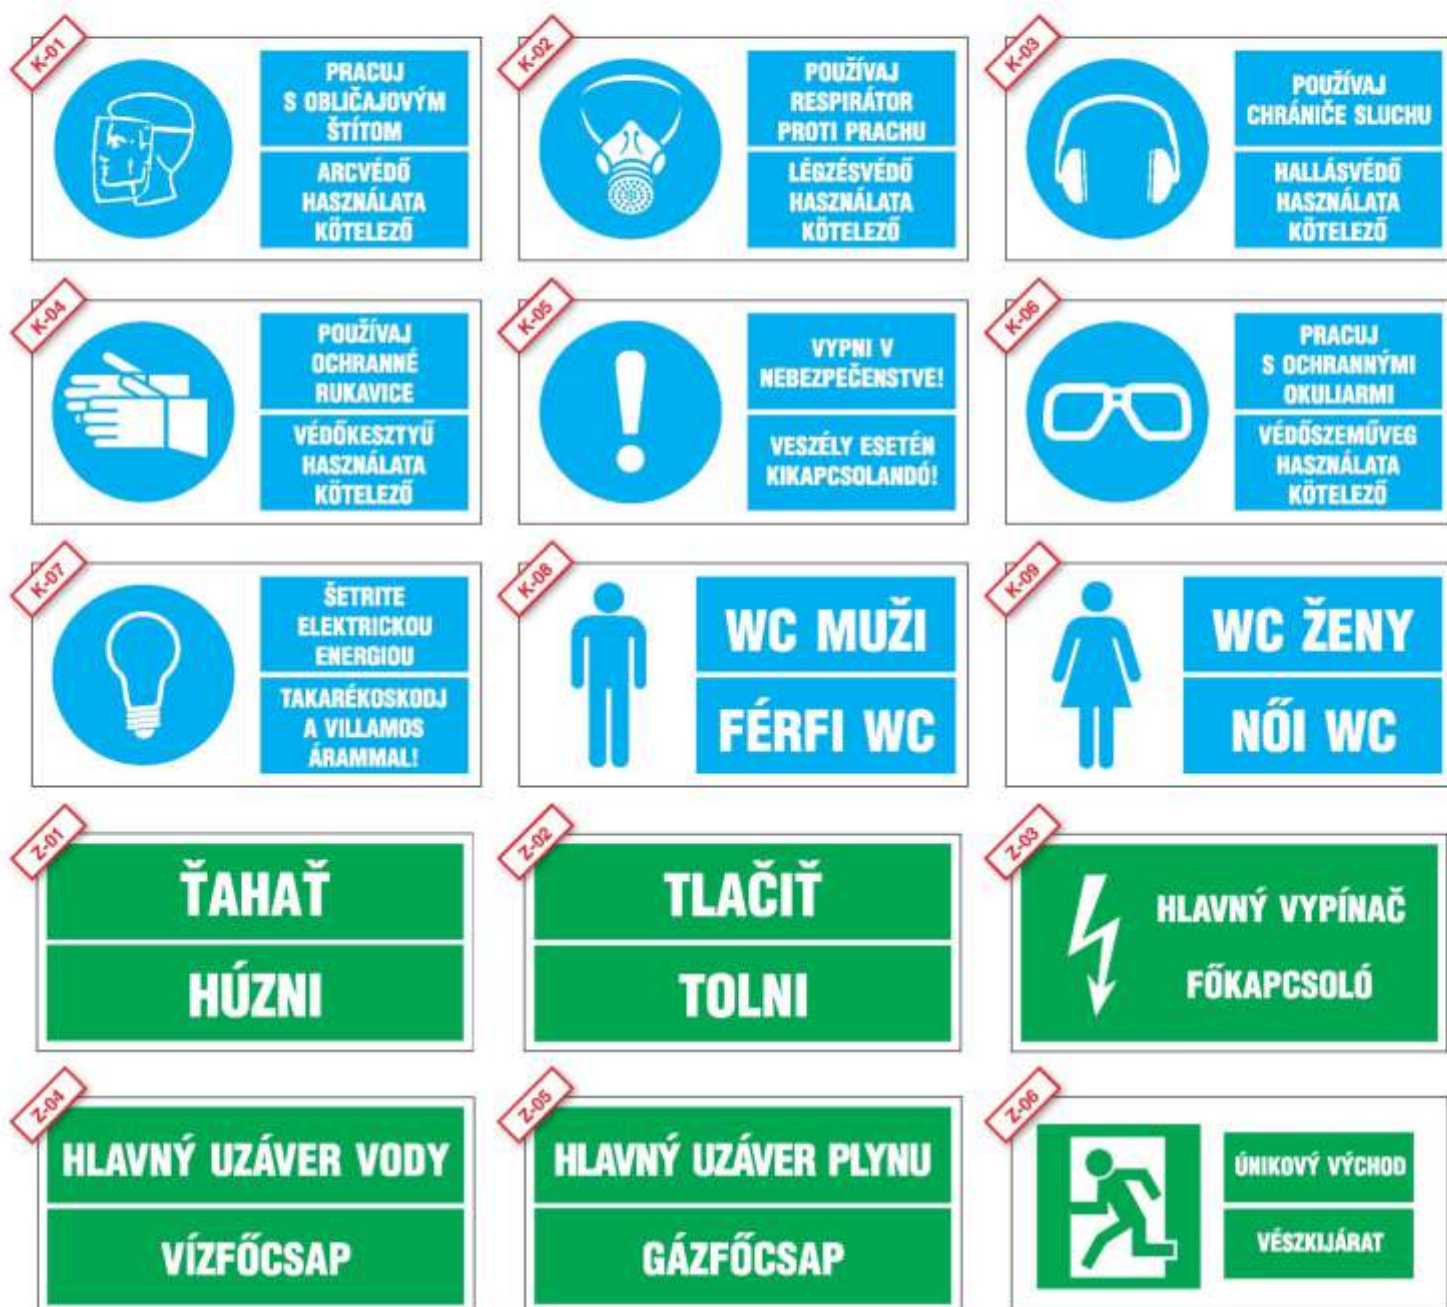 K-01
PRACUJ
S OBLIČAJOVÝM
ŠTÍTOM
ARCVÉDŐ
HASZNÁLATA
KÖTELEZŐ
K-02
POUŽÍVAJ
RESPIRÁTOR
PROTI PRACHU
LÉGZÉSVÉDŐ
HASZNÁLATA
KÖTELEZŐ
K-03
POUŽÍVAJ
CHRÁNIČE SLUCHU
HALLÁSVÉDŐ
HASZNÁLATA
KÖTELEZŐ
K-04
POUŽÍVAJ
OCHRANNÉ
RUKAVICE
VÉDŐKESZTYŰ
HASZNÁLATA
KÖTELEZŐ
K-05
VYPNI V
NEBEZPEČENSTVE!
VESZÉLY ESETÉN
KIKAPCSOLANDÓ!
K-06
PRACUJ
S OCHRANNÝMI
OKULIARMI
VÉDŐSZEMŰVEG
HASZNÁLATA
KÖTELEZŐ
K-07
ŠETRITE
ELEKTRICKOU
ENERGIOU
TAKARÉKOSKODJ
A VILLAMOS
ÁRAMMAL!
K-08
WC MUŽI
FÉRFI WC
K-09
WC ŽENY
NŐI WC
Z-01
ŤAHAŤ
HÚZNI
Z-02
TLAČIŤ
TOLNI
Z-03
HLAVNÝ VYPÍNAČ
FŐKAPCSOLÓ
Z-04
HLAVNÝ UZÁVER VODY
VÍZFŐCSAP
Z-05
HLAVNÝ UZÁVER PLYNU
GÁZFŐCSAP
Z-06
ÚNIKOVÝ VÝCHOD
VÉSZKIJÁRAT